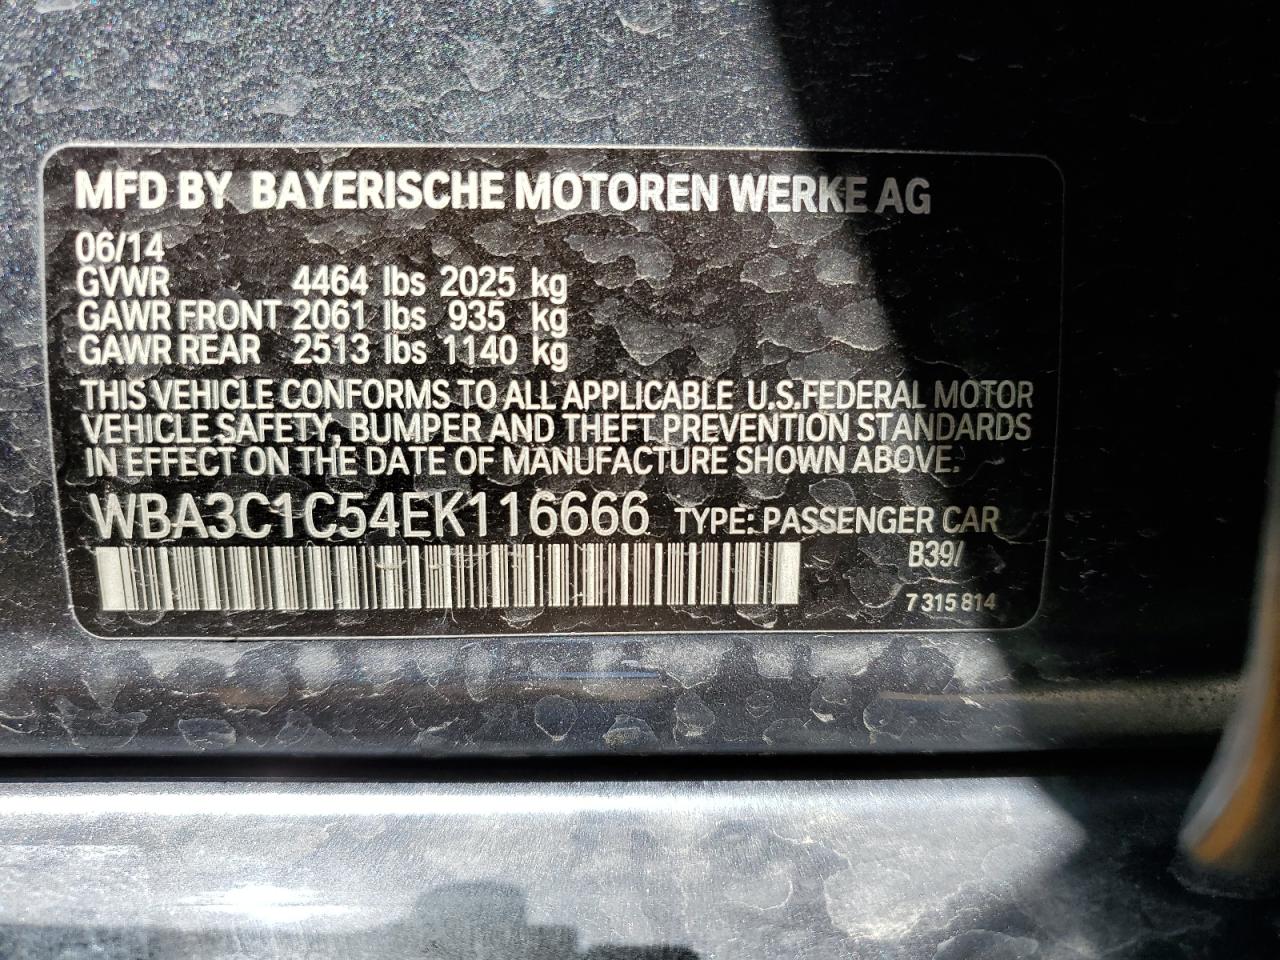 MFD BY BAYERISCHE MOTOREN WERKE AG
06/14
GVWR 4464 lbs 2025 kg
GAWR FRONT 2061 lbs 935 kg
GAWR REAR 2513 lbs 1140 kg
THIS VEHICLE CONFORMS TO ALL APPLICABLE U.S.FEDERAL MOTOR
VEHICLE SAFETY, BUMPER AND THEFT PREVENTION STANDARDS
IN EFFECT ON THE DATE OF MANUFACTURE SHOWN ABOVE.
WBA3C1C54EK116666 TYPE: PASSENGER CAR
B39/
7 315 814